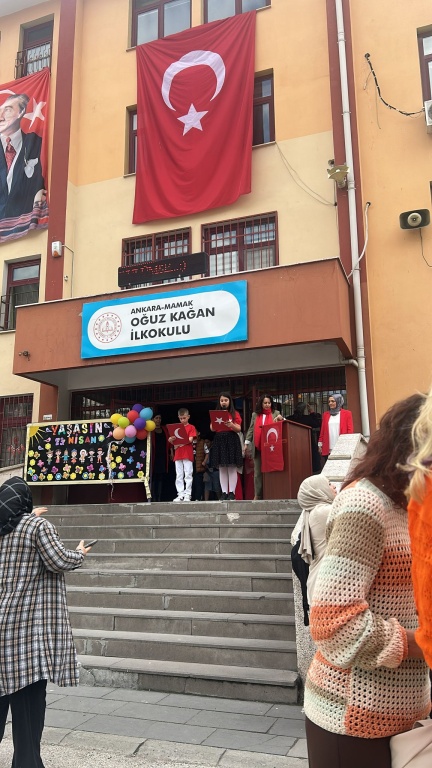 ANKARA-MAMAK
OĞUZ KAĞAN
İLKOKULU
YAŞASIN
23 NİSAN